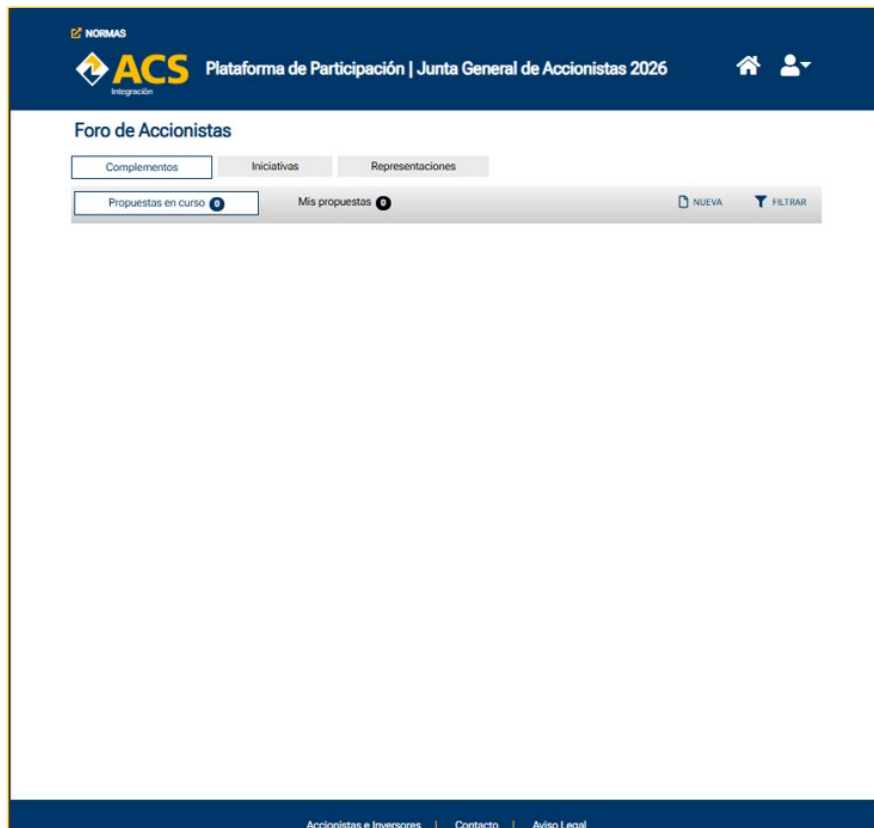 NORMAS
ACS
Integración
Plataforma de Participación | Junta General de Accionistas 2026
Foro de Accionistas
Complementos Iniciativas Representaciones
Propuestas en curso 0 Mis propuestas 0 NUEVA FILTRAR
Accionistas e Inversores | Contacto | Aviso Legal